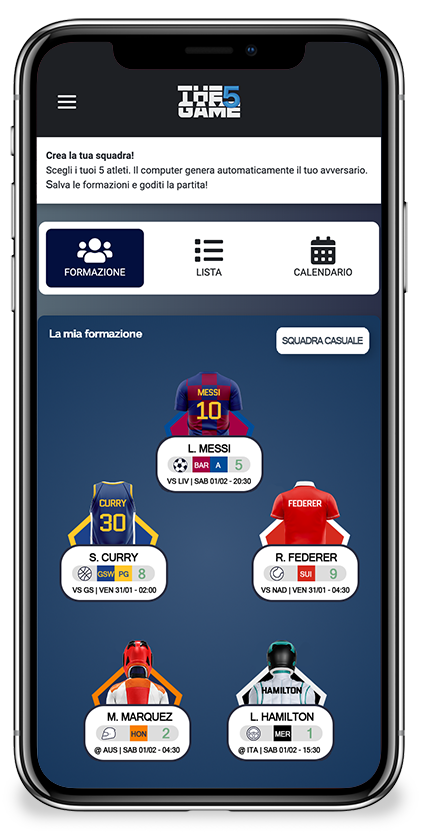 THE5
GAME
Crea la tua squadra!
Scegli i tuoi 5 atleti. Il computer genera automaticamente il tuo avversario.
Salva le formazioni e goditi la partita!
FORMAZIONE
LISTA
CALENDARIO
La mia formazione
SQUADRA CASUALE
MESSI
10
L. MESSI
BAR A 5
VS LIV | SAB 01/02 - 20:30
CURRY
30
S. CURRY
GSW PG 8
VS GS | VEN 31/01 - 02:00
FEDERER
R. FEDERER
SUI 9
VS NAD | VEN 31/01 - 04:30
M. MARQUEZ
HON 2
@ AUS | SAB 01/02 - 04:30
HAMILTON
L. HAMILTON
MER 1
@ ITA | SAB 01/02 - 15:30